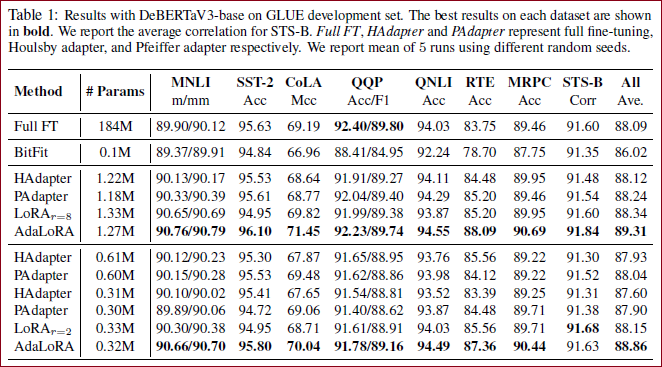 Table 1: Results with DeBERTaV3-base on GLUE development set. The best results on each dataset are shown
in bold. We report the average correlation for STS-B. Full FT, HAdapter and PAdapter represent full fine-tuning,
Houlsby adapter, and Pfeiffer adapter respectively. We report mean of 5 runs using different random seeds.
Method # Params MNLI SST-2 CoLA QQP QNLI RTE MRPC STS-B All
m/mm Acc Mcc Acc/F1 Acc Acc Acc Corr Ave.
Full FT 184M 89.90/90.12 95.63 69.19 92.40/89.80 94.03 83.75 89.46 91.60 88.09
BitFit 0.1M 89.37/89.91 94.84 66.96 88.41/84.95 92.24 78.70 87.75 91.35 86.02
HAdapter 1.22M 90.13/90.17 95.53 68.64 91.91/89.27 94.11 84.48 89.95 91.48 88.12
PAdapter 1.18M 90.33/90.39 95.61 68.77 92.04/89.40 94.29 85.20 89.46 91.54 88.24
LoRAr=8 1.33M 90.65/90.69 94.95 69.82 91.99/89.38 93.87 85.20 89.95 91.60 88.34
AdaLoRA 1.27M 90.76/90.79 96.10 71.45 92.23/89.74 94.55 88.09 90.69 91.84 89.31
HAdapter 0.61M 90.12/90.23 95.30 67.87 91.65/88.95 93.76 85.56 89.22 91.30 87.93
PAdapter 0.60M 90.15/90.28 95.53 69.48 91.62/88.86 93.98 84.12 89.22 91.52 88.04
HAdapter 0.31M 90.10/90.02 95.41 67.65 91.54/88.81 93.52 83.39 89.25 91.31 87.60
PAdapter 0.30M 89.89/90.06 94.72 69.06 91.40/88.62 93.87 84.48 89.71 91.38 87.90
LoRAr=2 0.33M 90.30/90.38 94.95 68.71 91.61/88.91 94.03 85.56 89.71 91.68 88.15
AdaLoRA 0.32M 90.66/90.70 95.80 70.04 91.78/89.16 94.49 87.36 90.44 91.63 88.86